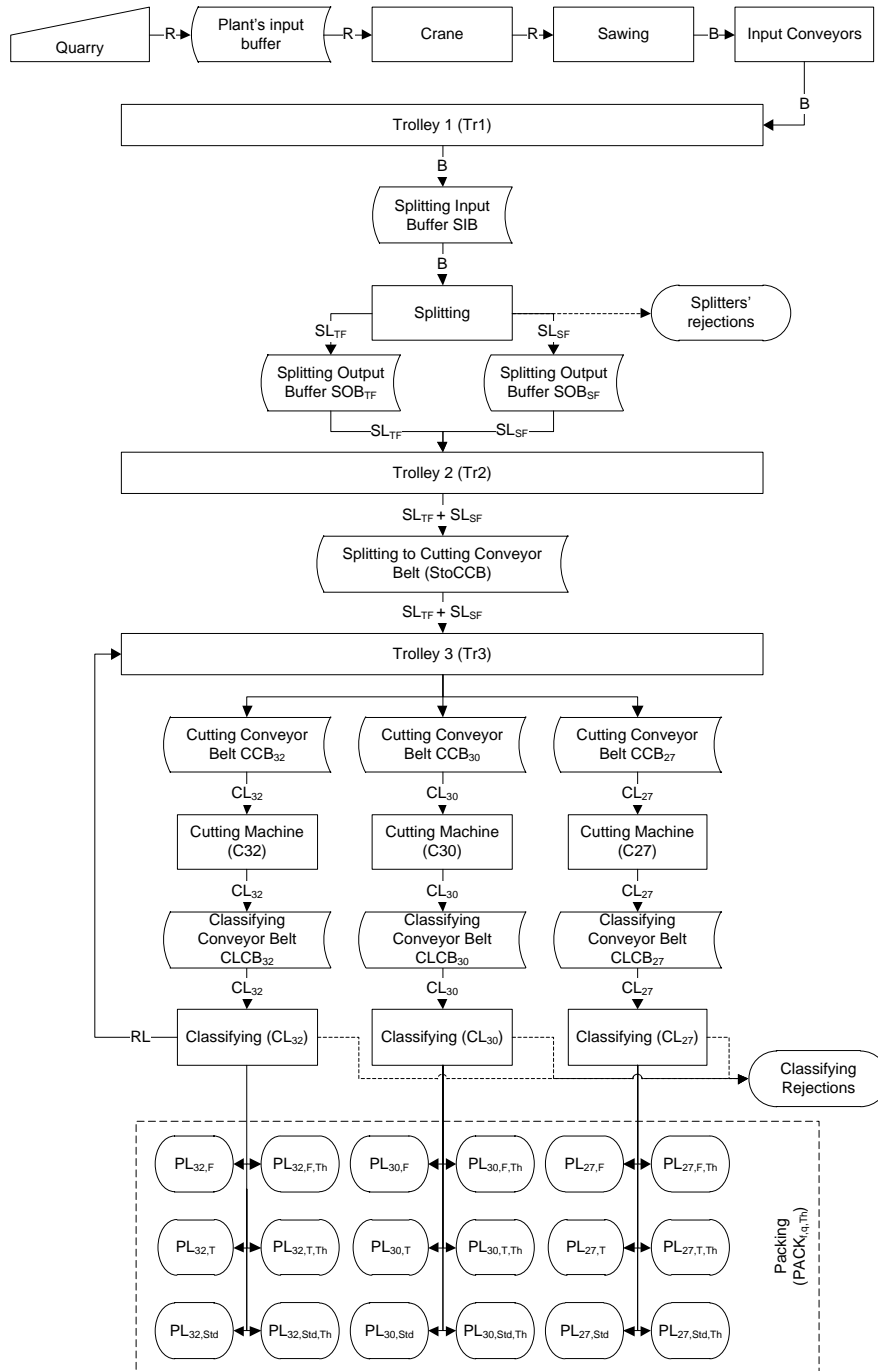 Quarry
R
Plant's input
buffer
R
Crane
R
Sawing
B
Input Conveyors
B
Trolley 1 (Tr1)
B
Splitting Input
Buffer SIB
B
Splitting
Splitters'
rejections
SLTF
SLSF
Splitting Output
Buffer SOBTF
Splitting Output
Buffer SOBSF
SLTF
SLSF
Trolley 2 (Tr2)
SLTF + SLSF
Splitting to Cutting Conveyor
Belt (StoCCB)
SLTF + SLSF
Trolley 3 (Tr3)
Cutting Conveyor
Belt CCB32
Cutting Conveyor
Belt CCB30
Cutting Conveyor
Belt CCB27
CL32
CL30
CL27
Cutting Machine
(C32)
Cutting Machine
(C30)
Cutting Machine
(C27)
CL32
CL30
CL27
Classifying
Conveyor Belt
CLCB32
Classifying
Conveyor Belt
CLCB30
Classifying
Conveyor Belt
CLCB27
CL32
CL30
CL27
RL
Classifying (CL32)
Classifying (CL30)
Classifying (CL27)
Classifying
Rejections
PL32,F
PL32,F,Th
PL30,F
PL30,F,Th
PL27,F
PL27,F,Th
PL32,T
PL32,T,Th
PL30,T
PL30,T,Th
PL27,T
PL27,T,Th
PL32,Std
PL32,Std,Th
PL30,Std
PL30,Std,Th
PL27,Std
PL27,Std,Th
Packing
(PACKf,q,Th)